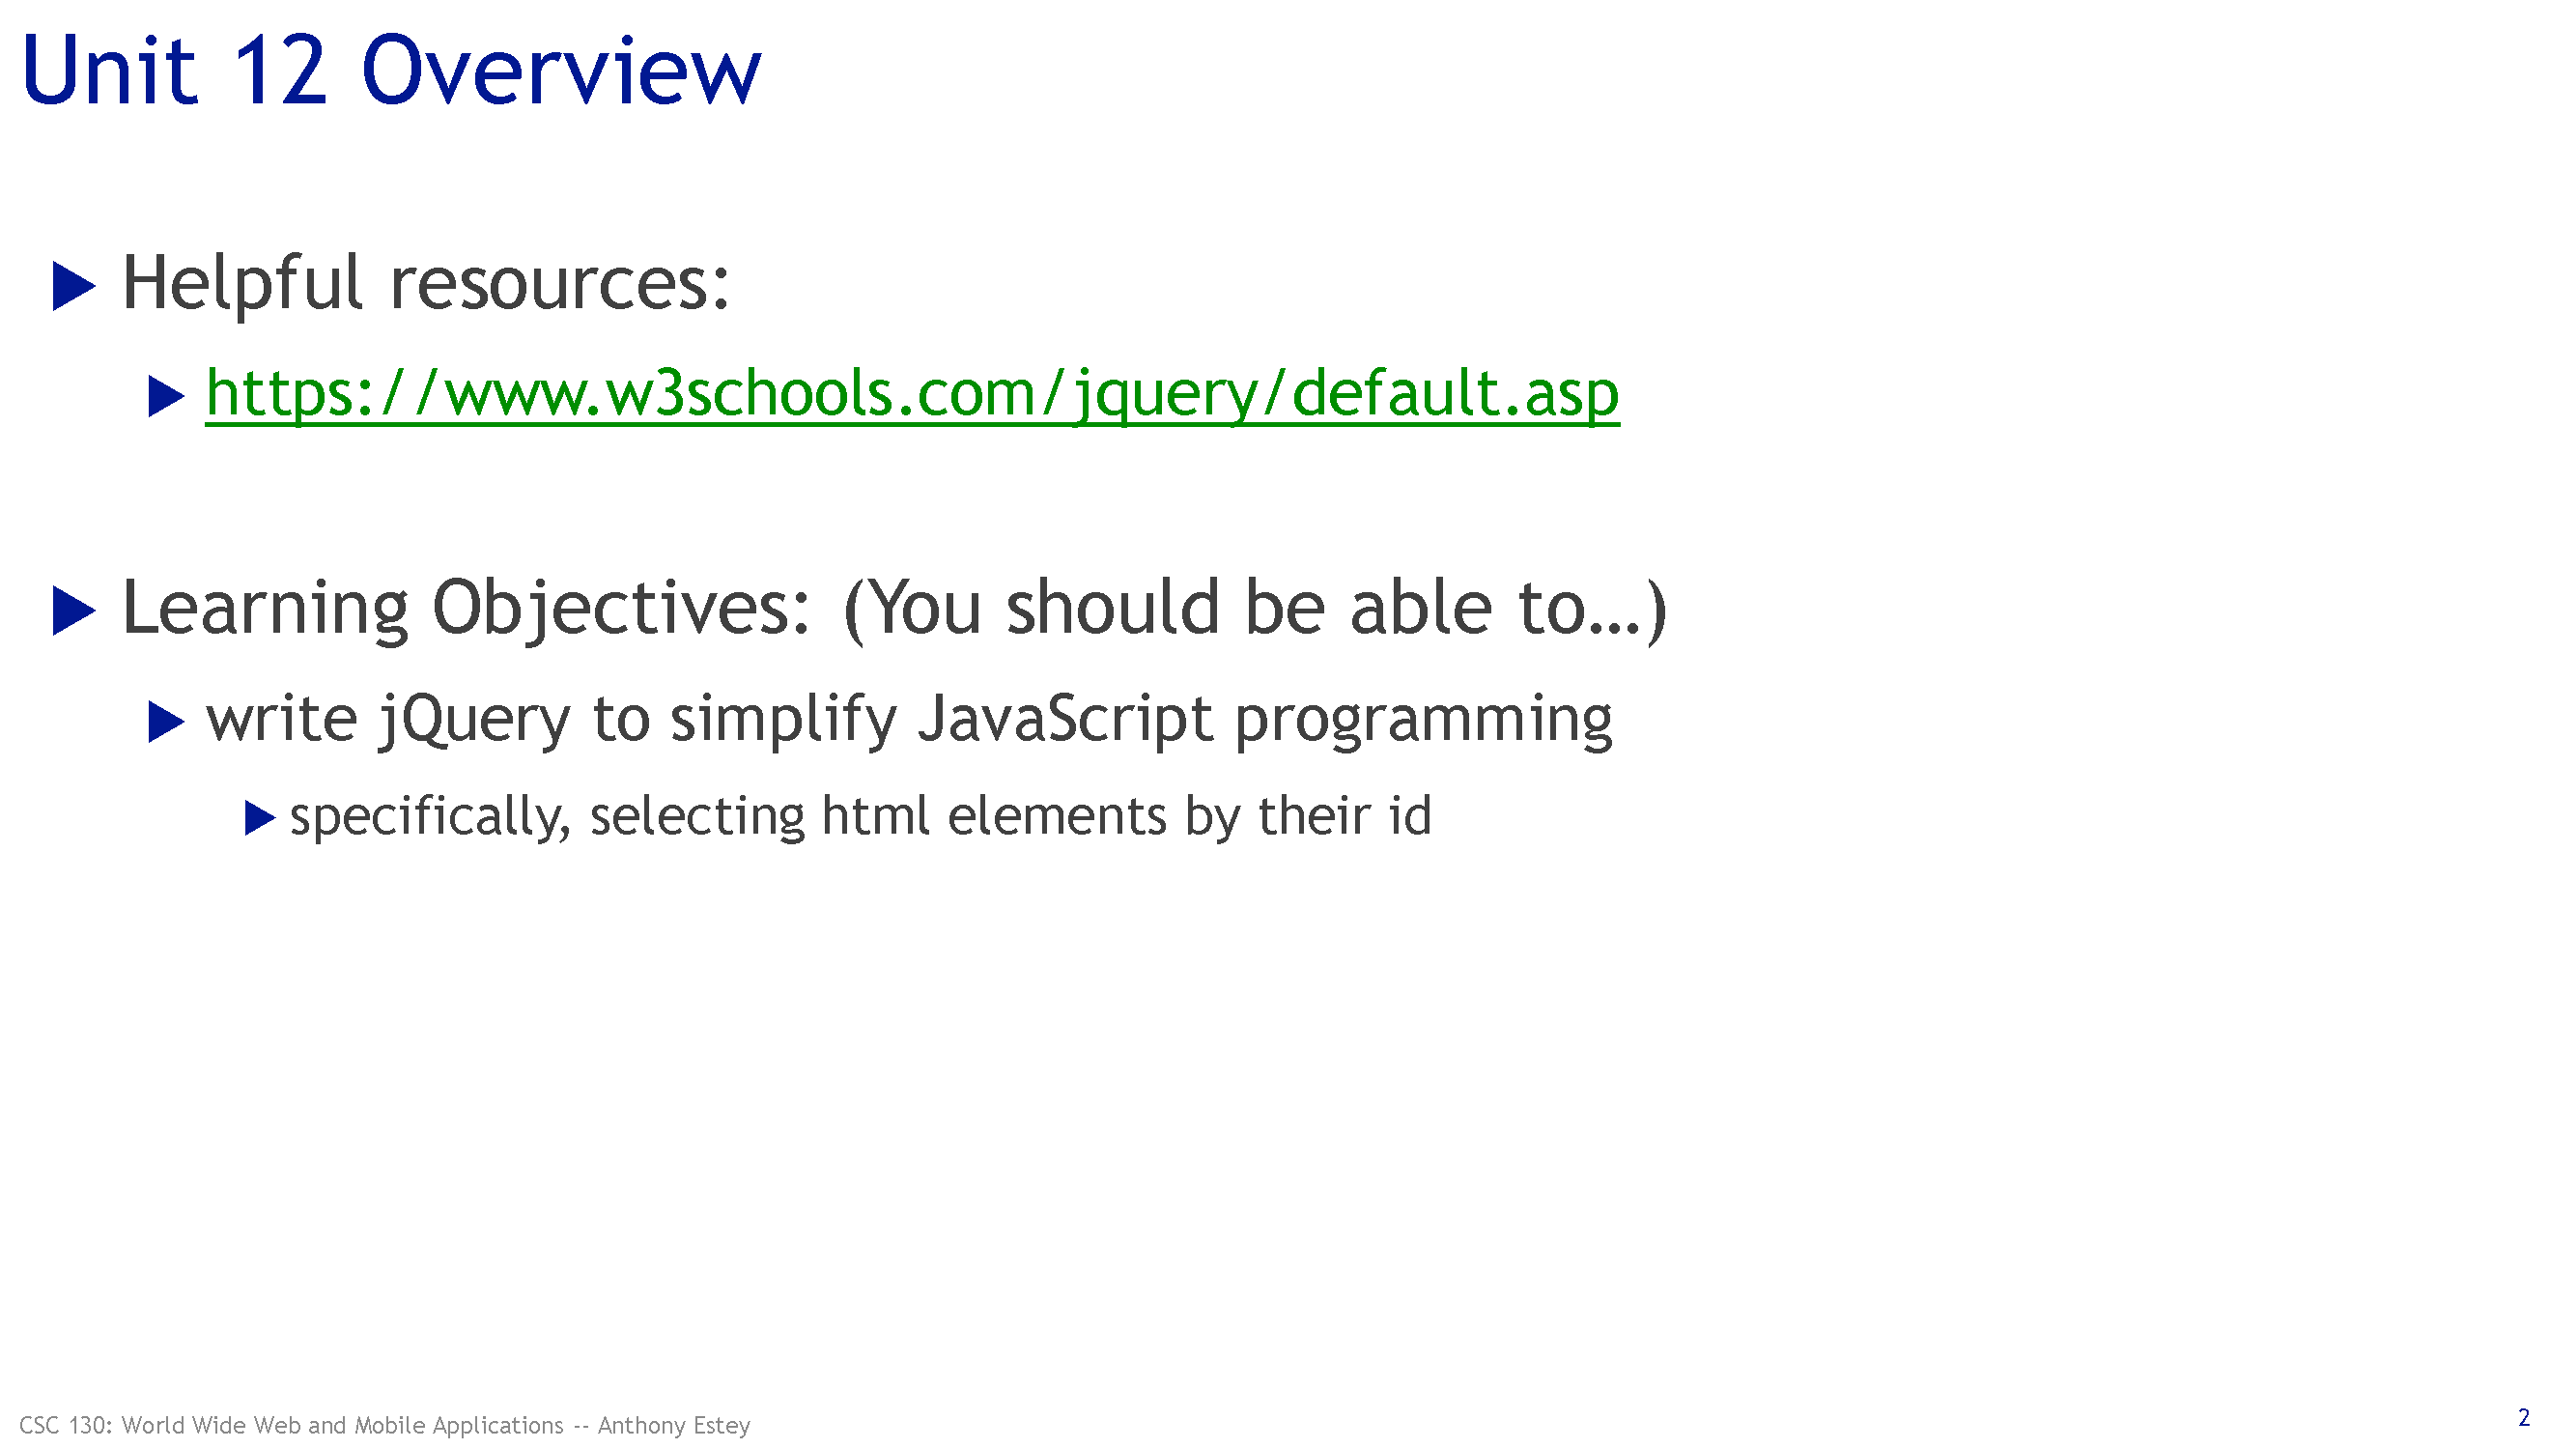 Unit 12 Overview
Helpful resources:
https://www.w3schools.com/jquery/default.asp
Learning Objectives: (You should be able to…)
write jQuery to simplify JavaScript programming
specifically, selecting html elements by their id
CSC 130: World Wide Web and Mobile Applications -- Anthony Estey
2